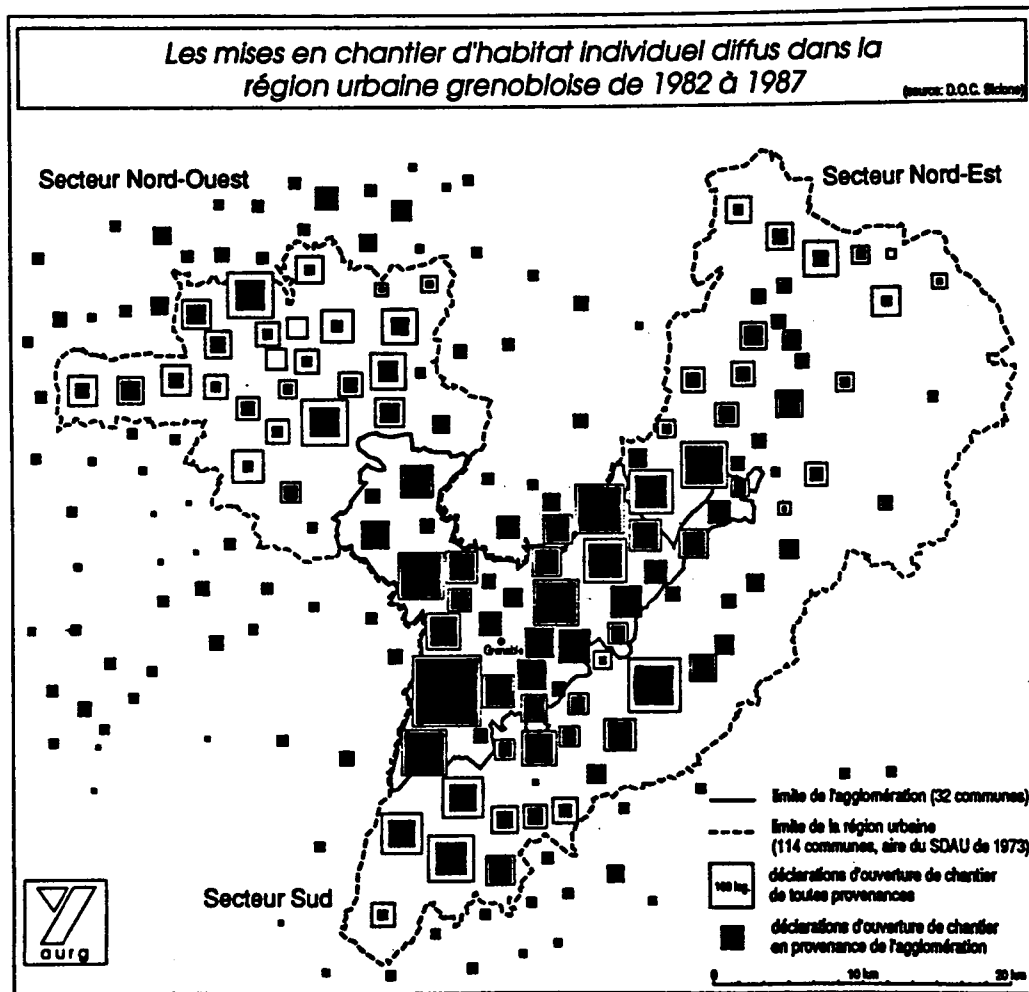 Les mises en chantier d'habitat individuel diffus dans la
région urbaine grenobloise de 1982 à 1987
(source: D.O.C. Siclone)
Secteur Nord-Ouest
Secteur Nord-Est
Grenoble
Secteur Sud
limite de l'agglomération (32 communes)
limite de la région urbaine
(114 communes, aire du SDAU de 1973)
log.
déclarations d'ouverture de chantier
de toutes provenances
déclarations d'ouverture de chantier
en provenance de l'agglomération
0 10 km 20 km
aurg